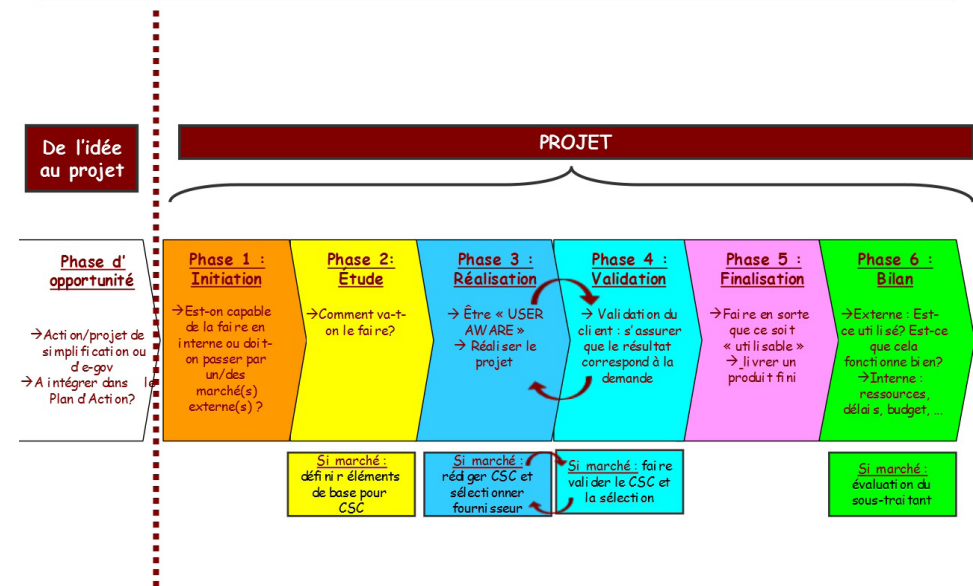 De l'idée
au projet
PROJET
Phase d'
opportunité
→Action/projet de
simplification ou
d'e-gov
→A intégrer dans le
Plan d'Action?
Phase 1 :
Initiation
→Est-on capable
de la faire en
interne ou doit-
on passer par
un/des
marché(s)
externe(s) ?
Phase 2:
Étude
→Comment va-t-
on le faire?
Phase 3 :
Réalisation
→ Être « USER
AWARE »
→ Réaliser le
projet
Phase 4 :
Validation
→ Validation du
client : s'assurer
que le résultat
correspond à la
demande
Phase 5 :
Finalisation
→Faire en sorte
que ce soit
« utilisable »
→ livrer un
produit fini
Phase 6 :
Bilan
→Externe : Est-
ce utilisé? Est-ce
que cela
fonctionne bien?
→Interne :
ressources,
délais, budget, ...
Si marché :
définir éléments
de base pour
CSC
Si marché :
rédiger CSC et
sélectionner
fournisseur
Si marché : faire
valider le CSC et
la sélection
Si marché :
évaluation du
sous-traitant